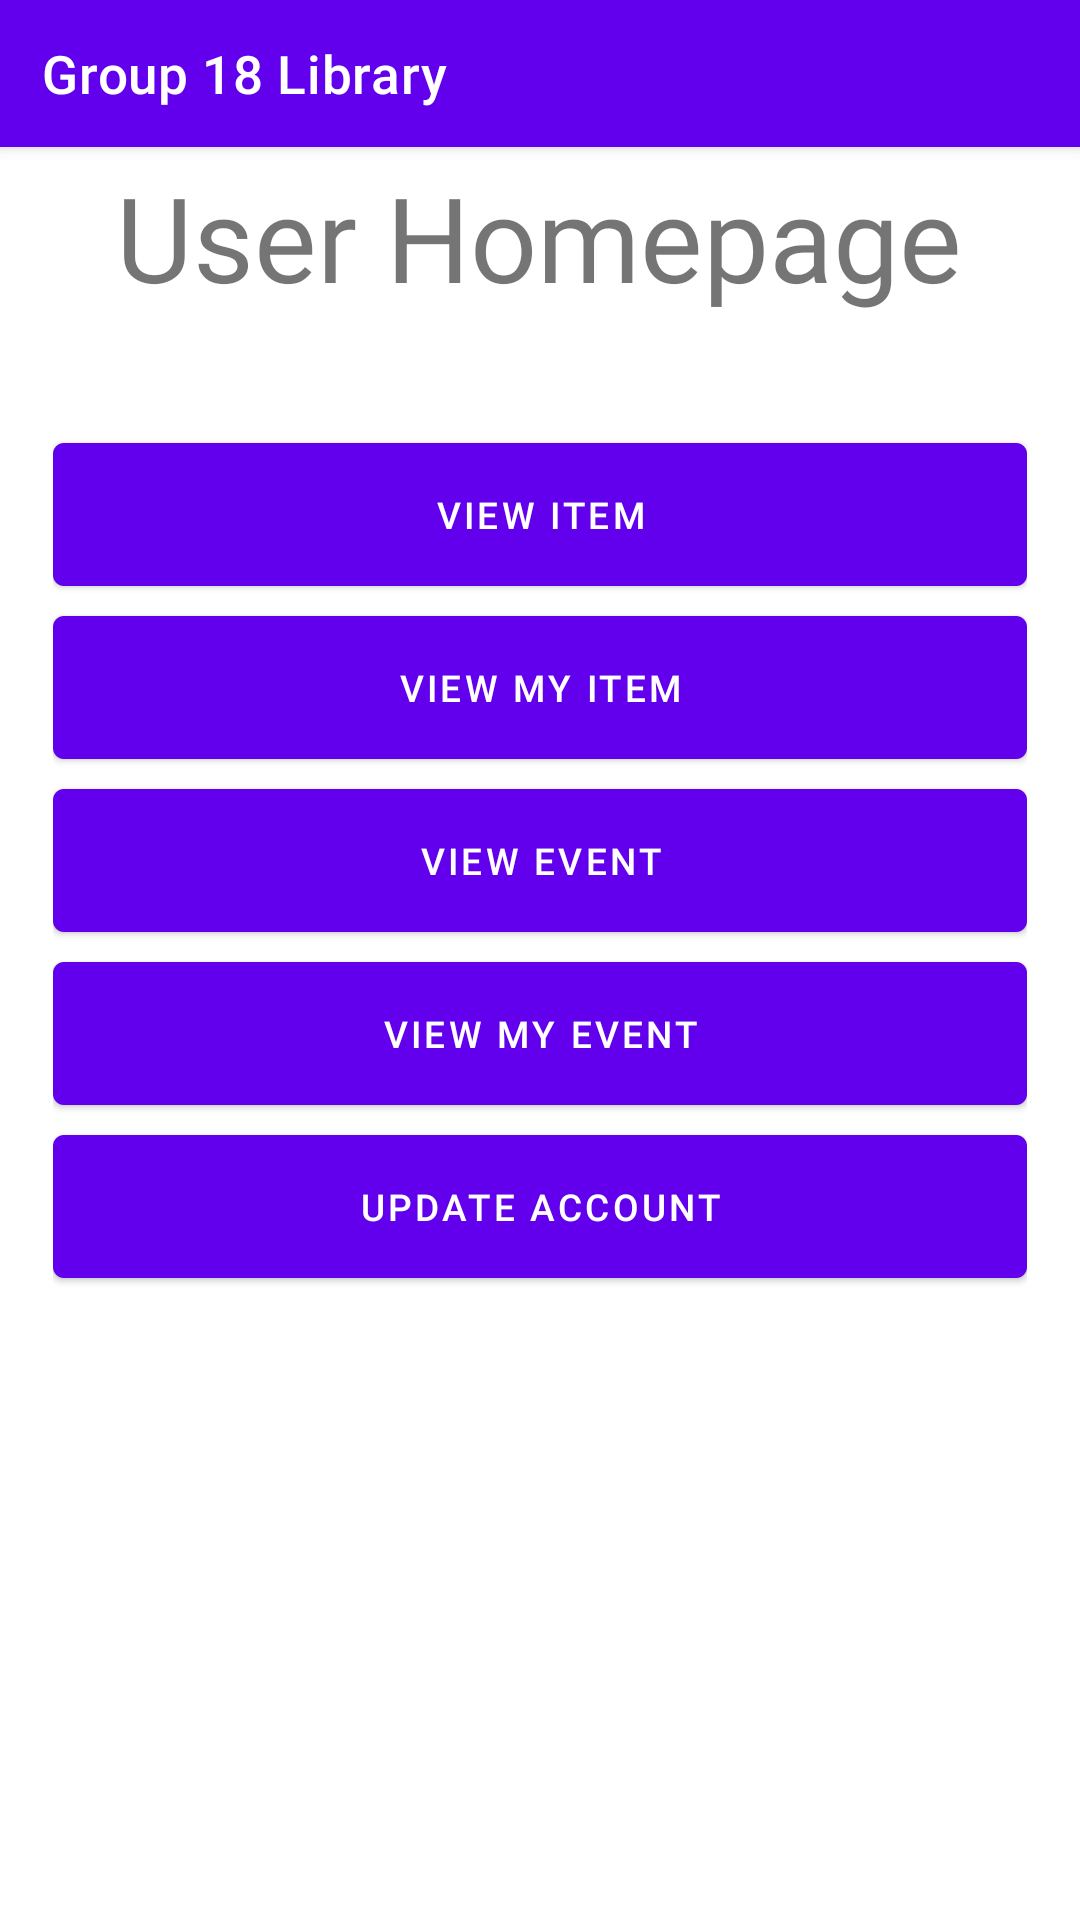 Group 18 Library
User Homepage
VIEW ITEM
VIEW MY ITEM
VIEW EVENT
VIEW MY EVENT
UPDATE ACCOUNT